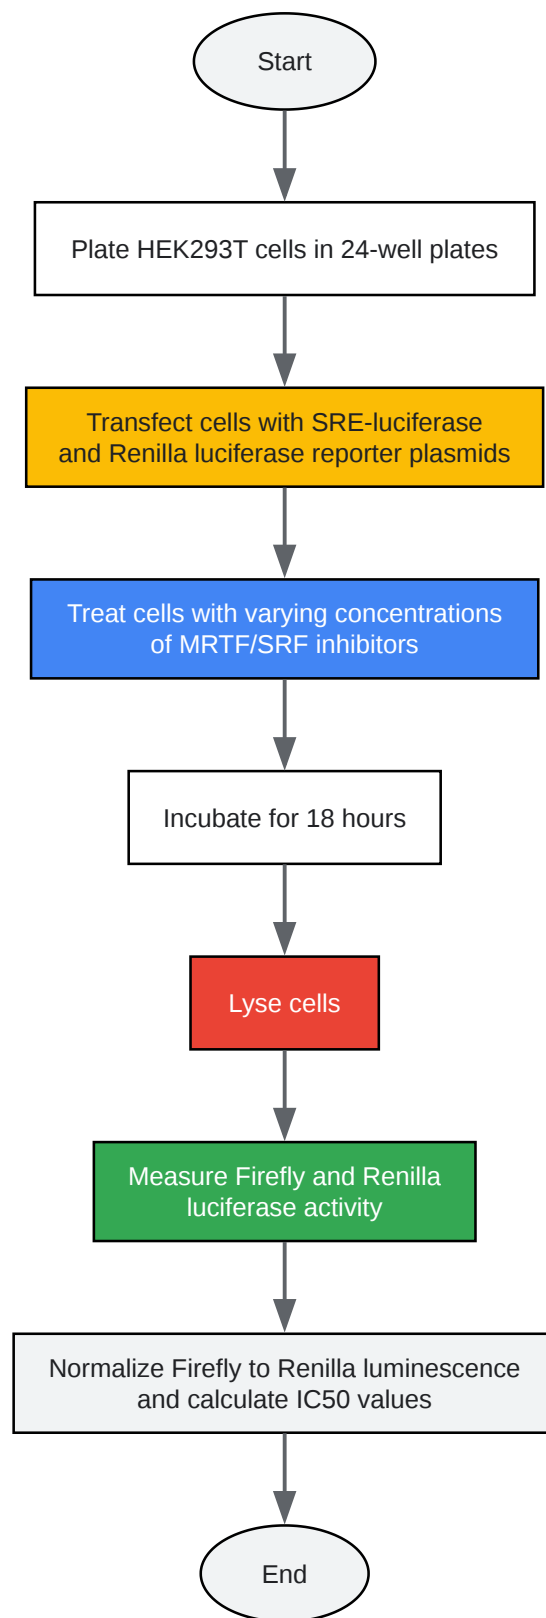 Start
Plate HEK293T cells in 24-well plates
Transfect cells with SRE-luciferase
and Renilla luciferase reporter plasmids
Treat cells with varying concentrations
of MRTF/SRF inhibitors
Incubate for 18 hours
Lyse cells
Measure Firefly and Renilla
luciferase activity
Normalize Firefly to Renilla luminescence
and calculate IC50 values
End